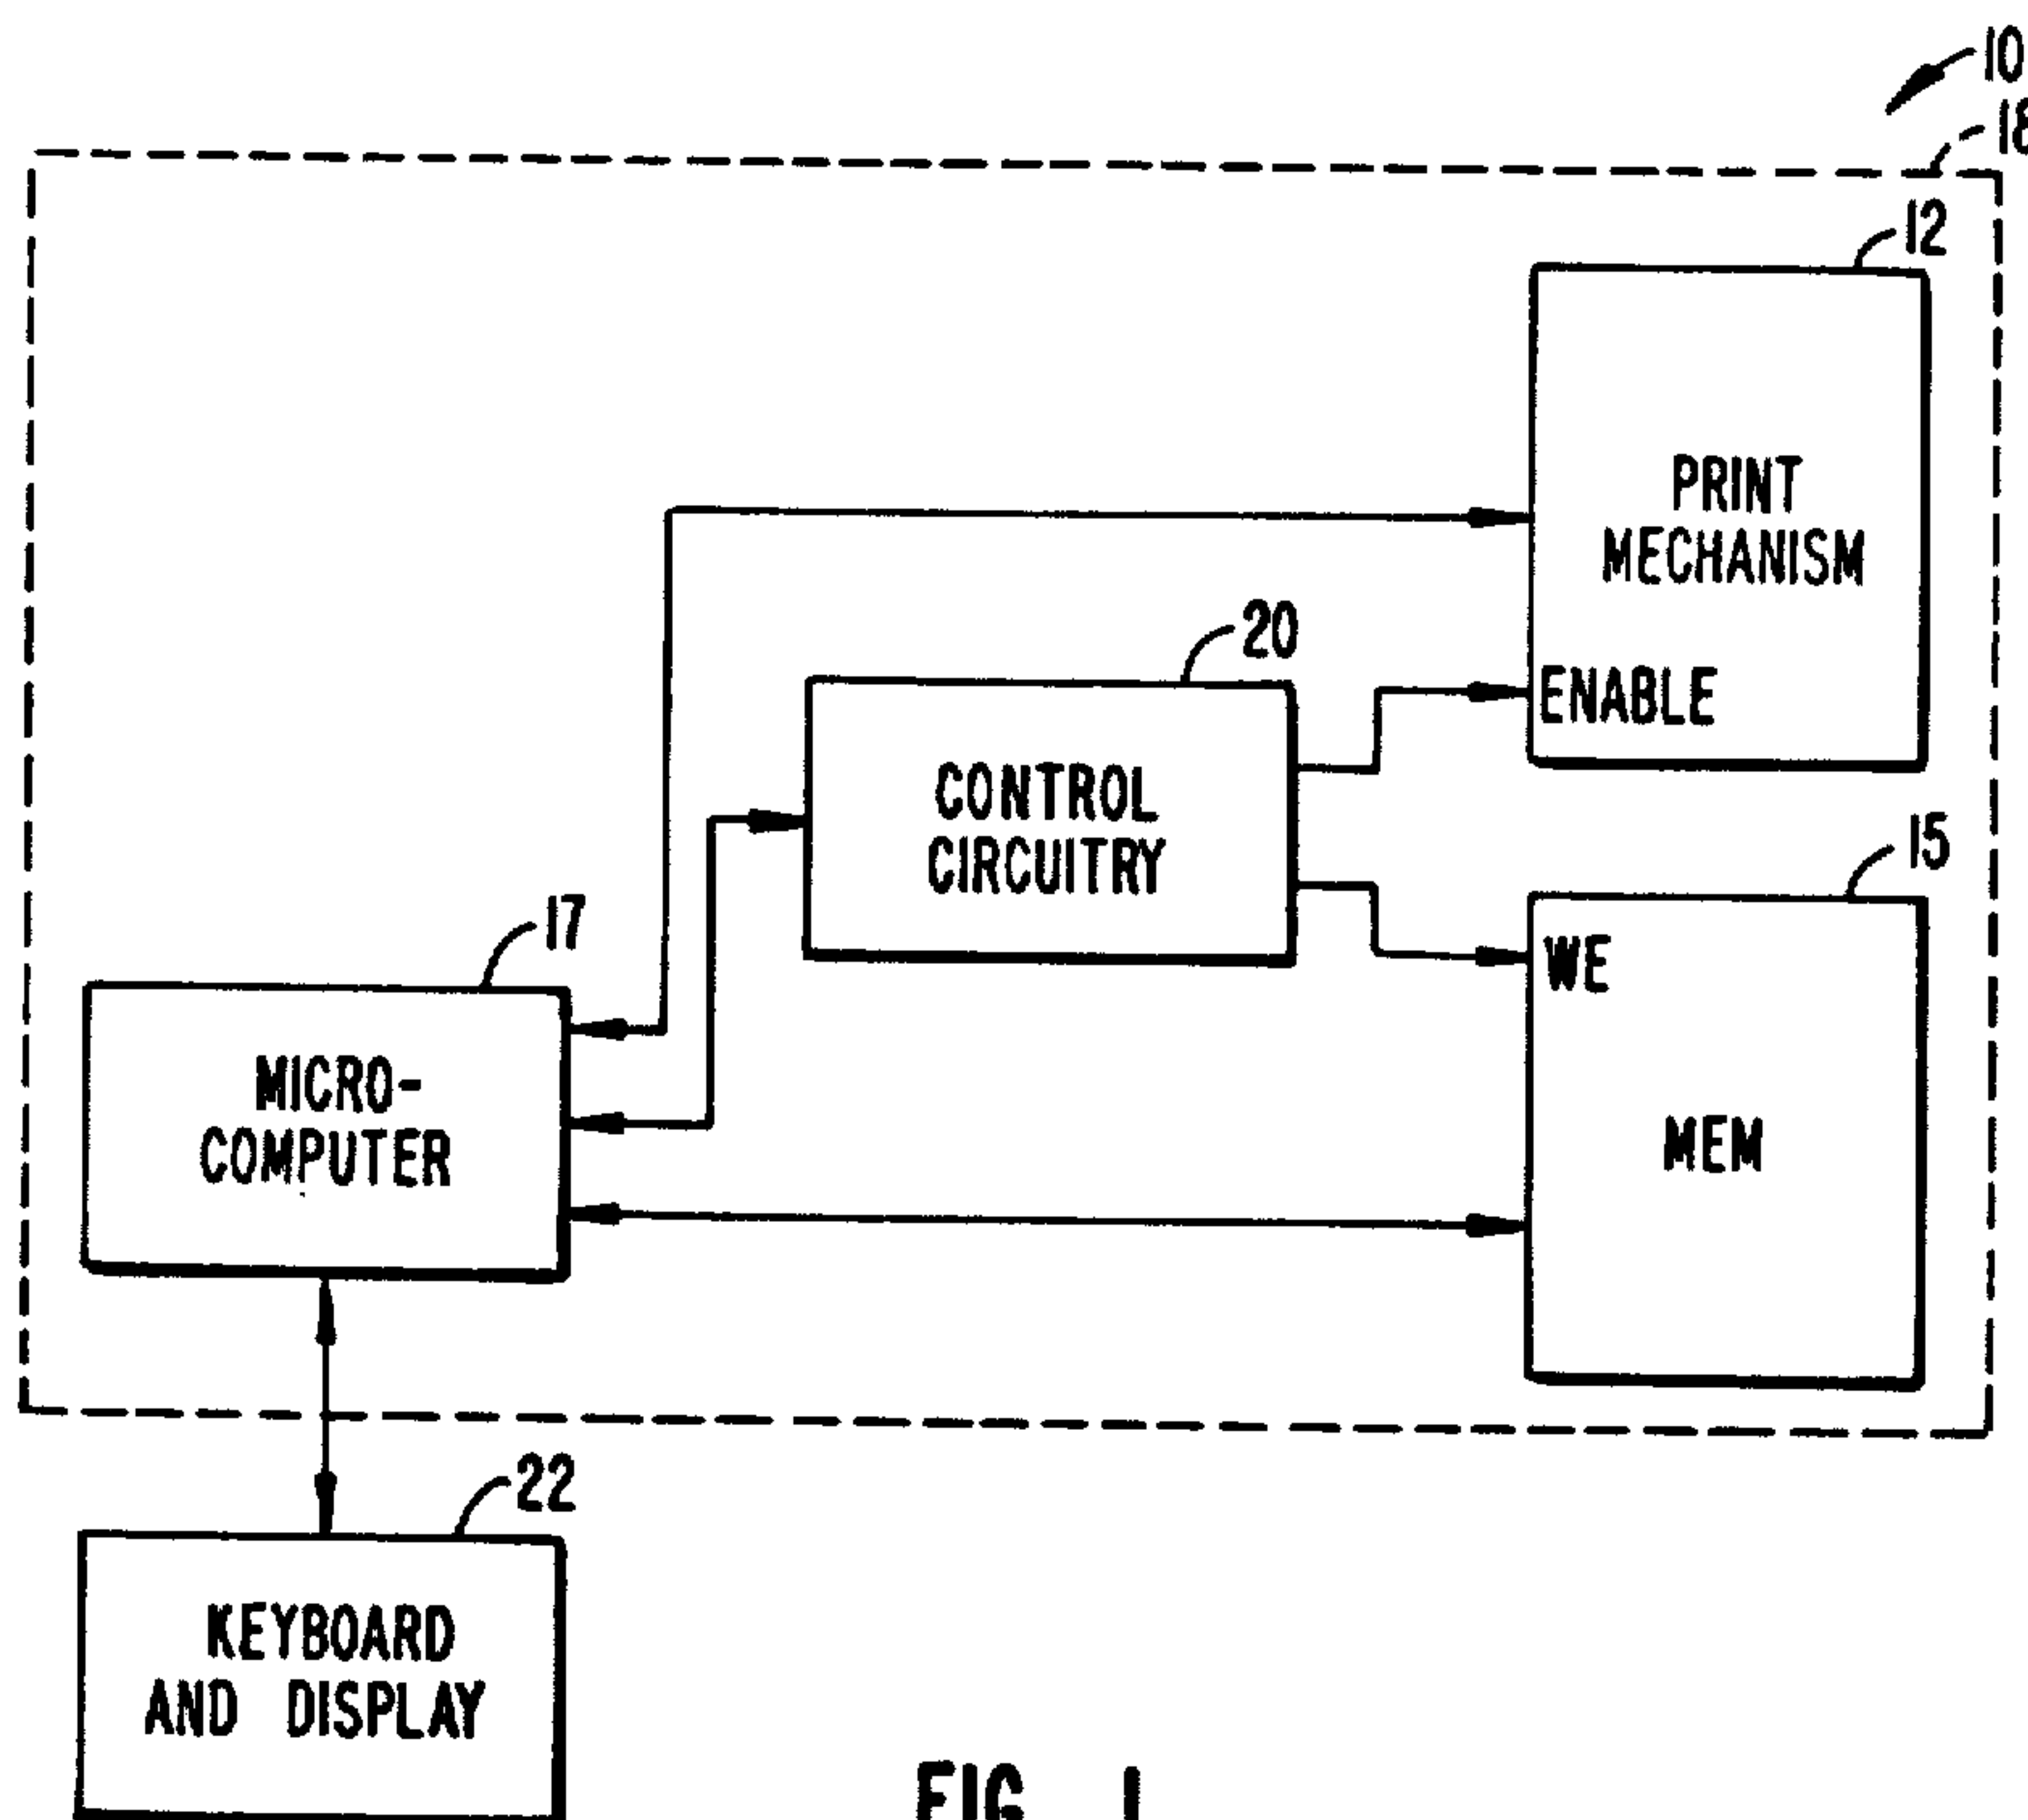 10
18
12
PRINT
MECHANISM
20
ENABLE
CONTROL
CIRCUITRY
15
17
WE
MICRO-
COMPUTER
MEM
22
KEYBOARD
AND DISPLAY
FIG. 1